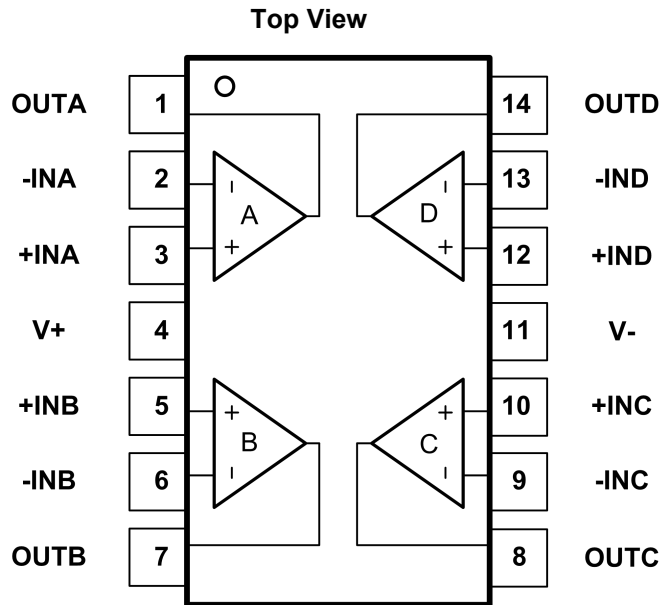 Top View
OUTA 1 14 OUTD
-INA 2 - - 13 -IND
A D
+INA 3 + + 12 +IND
V+ 4 11 V-
+INB 5 + + 10 +INC
B C
-INB 6 - - 9 -INC
OUTB 7 8 OUTC